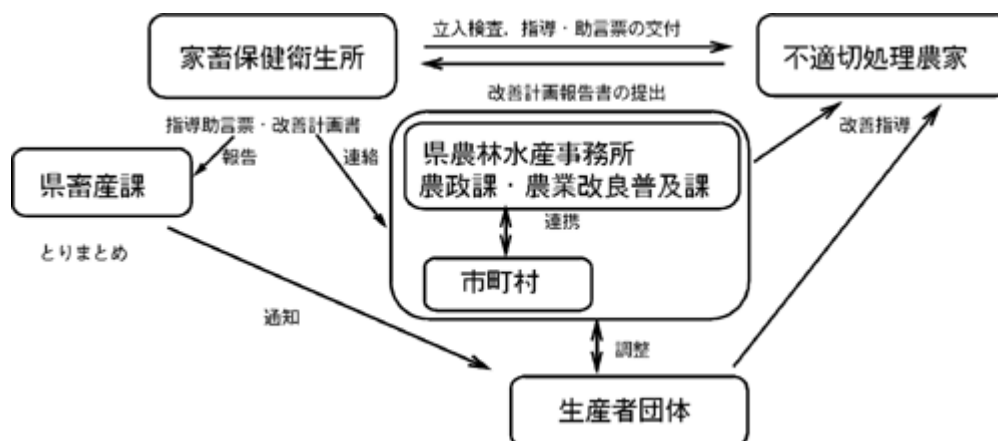 立入検査、指導・助言票の交付
家畜保健衛生所
不適切処理農家
改善計画報告書の提出
指導助言票・改善計画書
報告
連絡
改善指導
県農林水産事務所
農政課・農業改良普及課
県畜産課
連携
とりまとめ
市町村
通知
調整
生産者団体